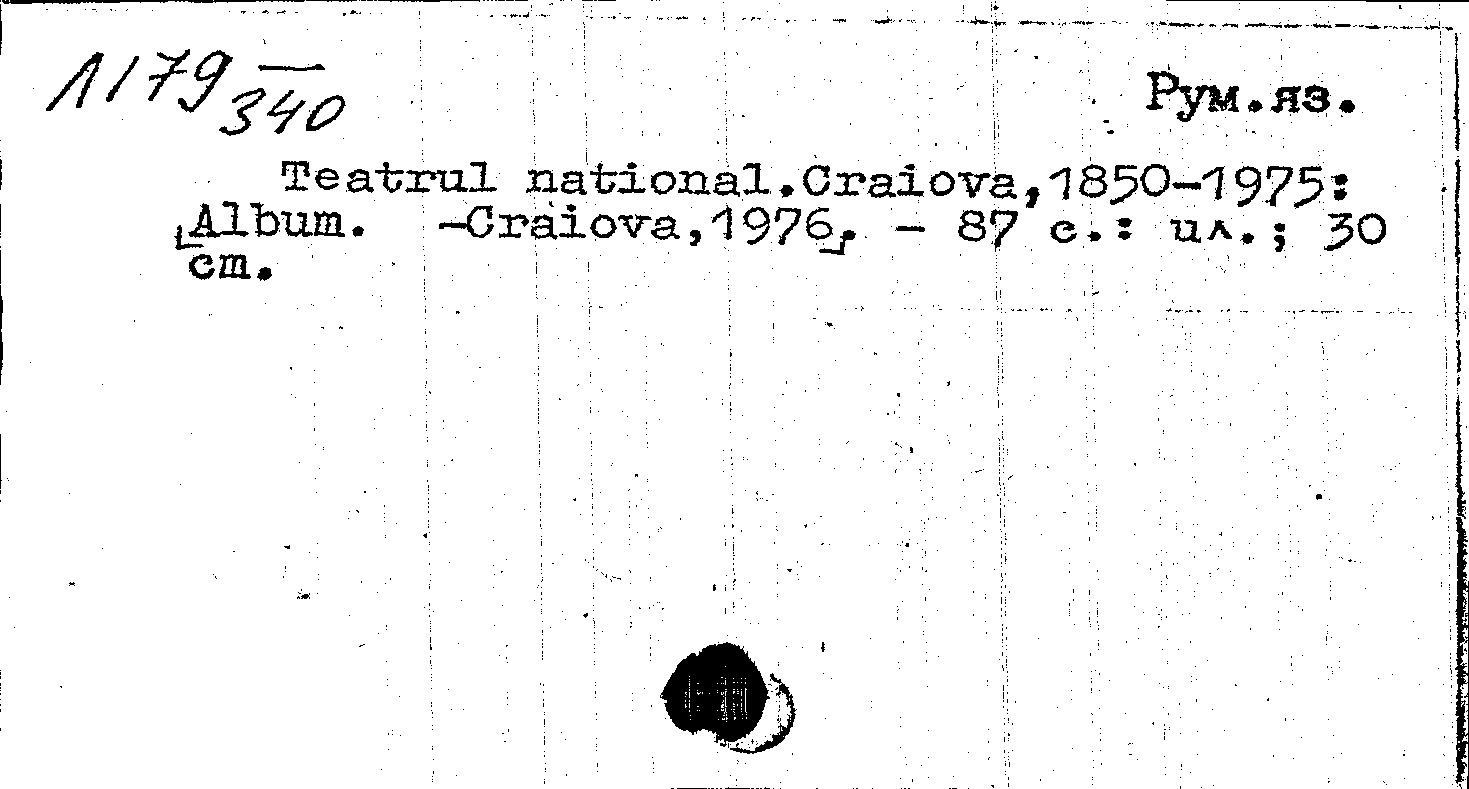 Л179—
340
Рум.яз.
Teatrul national.Craiova,1850-1975:
[Album. -Craiova,1976]. - 87 с.: ил.; 30
cm.